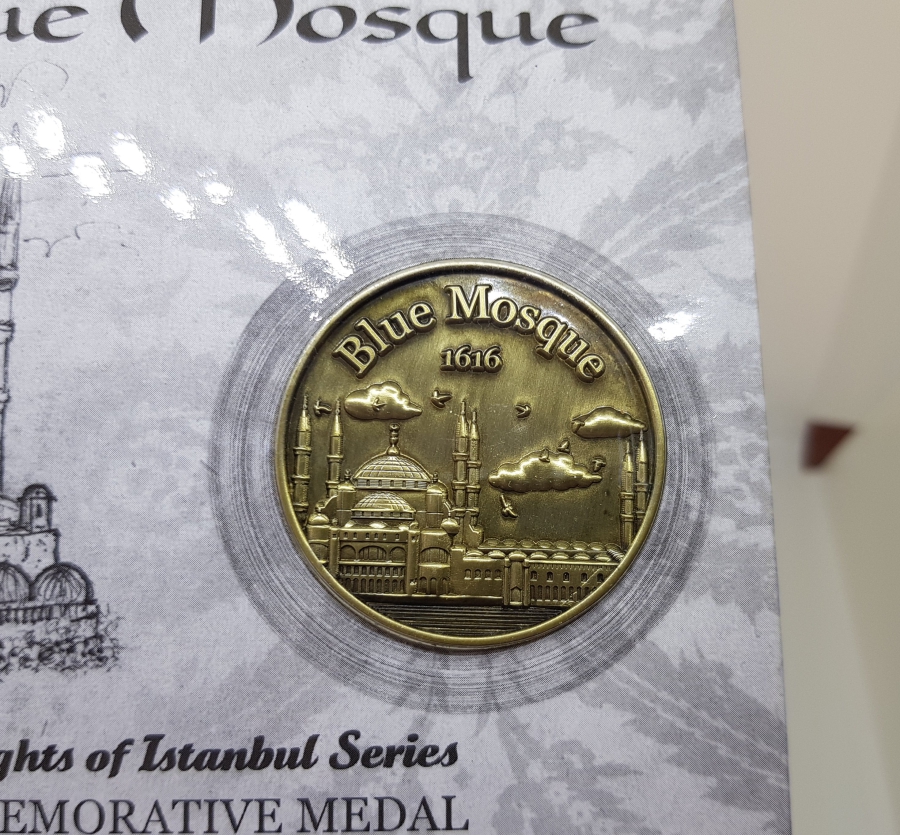 ue Mosque
Blue Mosque
1616
ghts of Istanbul Series
EMORATIVE MEDAL